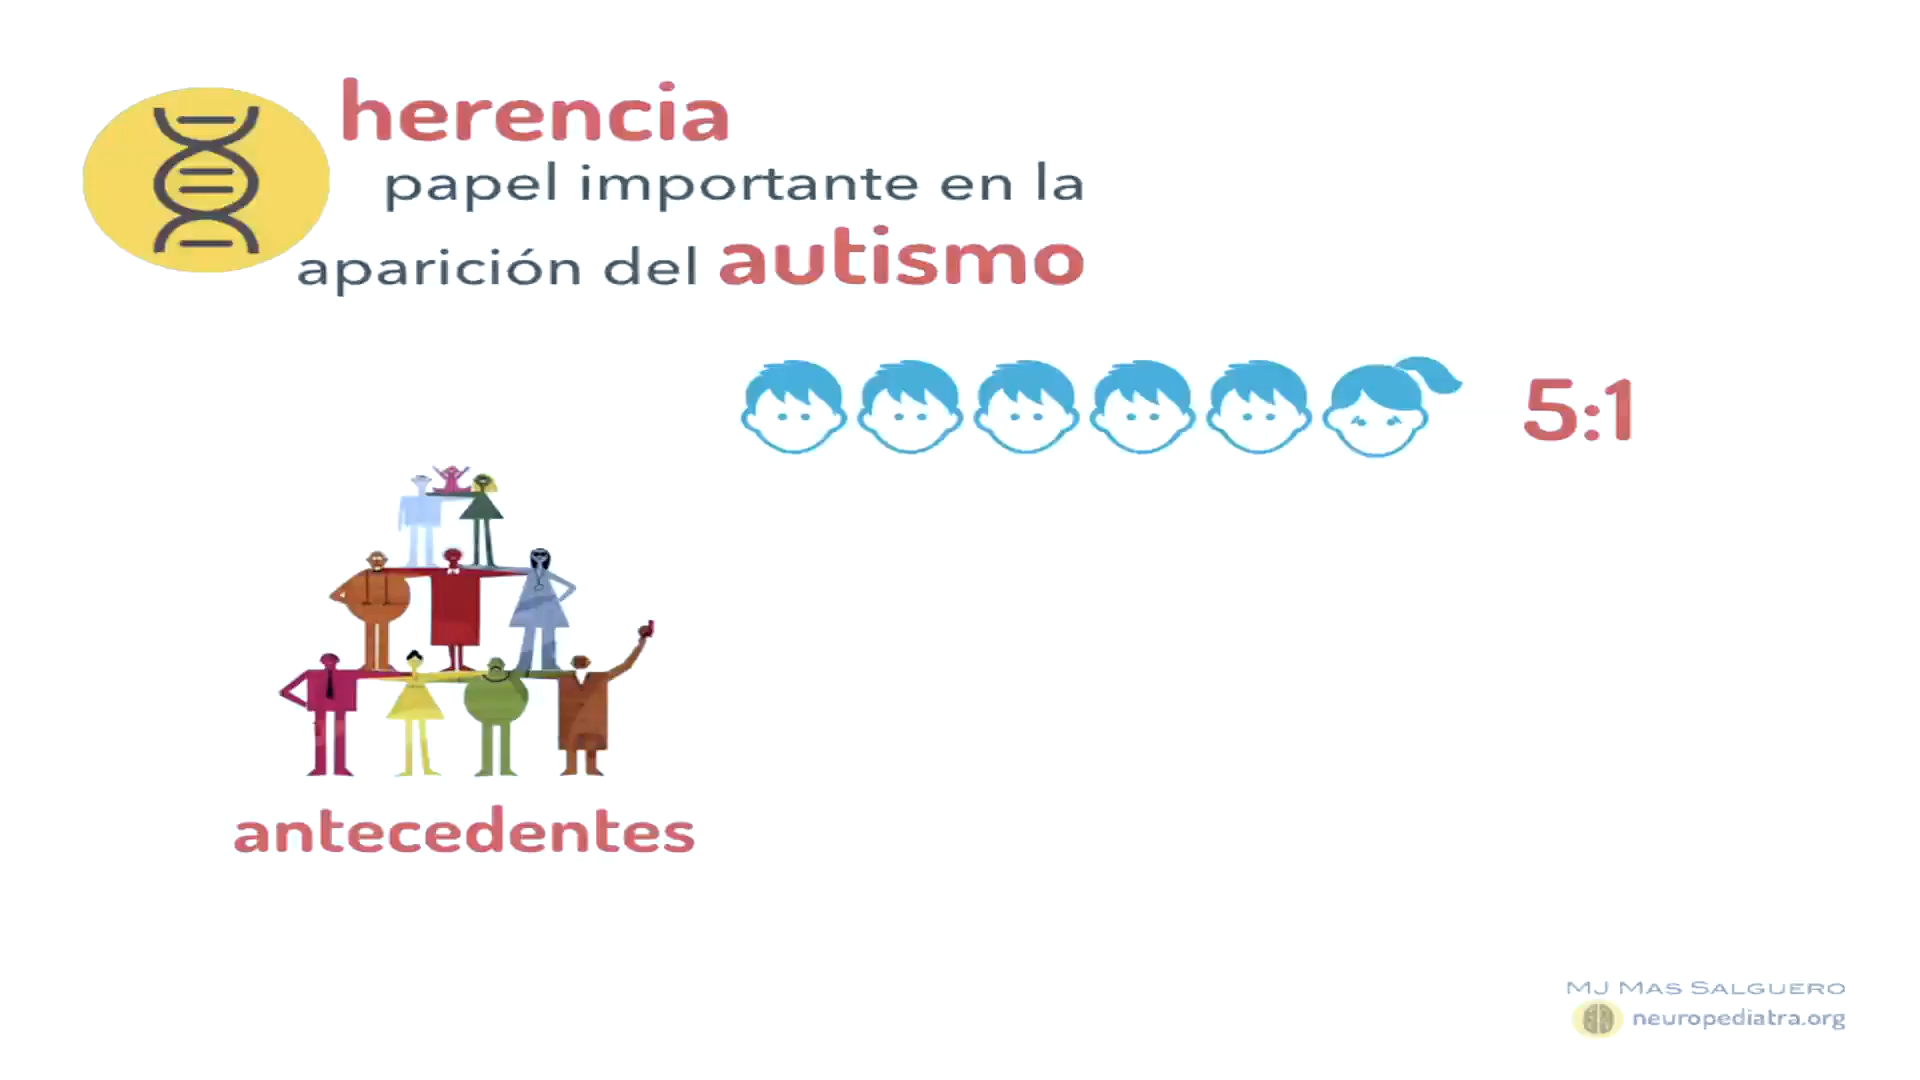 herencia
papel importante en la
aparición del autismo
5:1
antecedentes
MJ Mas Salguero
neuropediatra.org